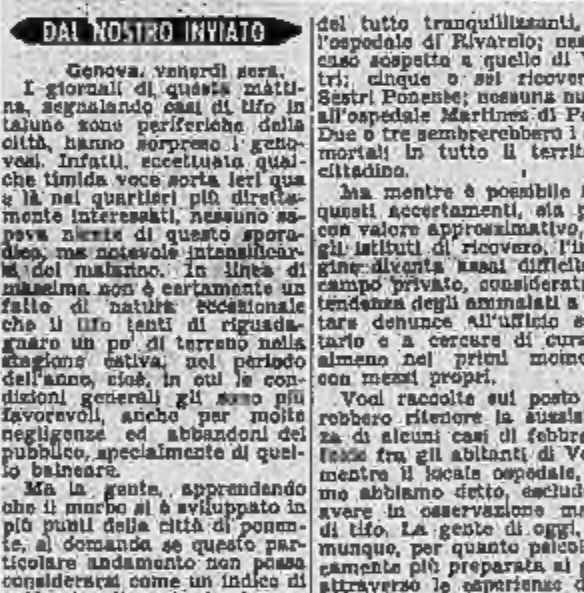 DAL NOSTRO INVIATO
Genova, venerdì sera.
I giornali di questa matti-
na, segnalando casi di tifo in
talune zone periferiche della
città, hanno sorpreso i geno-
vesi. Infatti, eccettuata qual-
che timida voce sorta ieri qua
e là nei quartieri più diretta-
mente interessati, nessuno sa-
peva niente di questo spora-
dico, ma notevole intensificar-
si del malanno. In linea di
massima non è certamente un
fatto di natura eccezionale
che il tifo tenti di riguada-
gnare un po' di terreno nella
stagione estiva, nel periodo
dell'anno, cioè, in cui le con-
dizioni generali gli sono più
favorevoli, anche per molte
negligenze ed abbandoni del
pubblico, specialmente di quel-
lo balneare.
Ma la gente, apprendendo
che il morbo si è sviluppato in
più punti della città di ponen-
te, si domanda se questo par-
ticolare andamento non possa
considerarsi come un indice di
del tutto tranquillizzanti,
l'ospedale di Rivarolo; nes
caso sospetto a quello di V
tri; cinque o sei ricover
Sestri Ponente; nessuna nu
all'ospedale Martinez di P
Due o tre sembrerebbero i
mortali in tutto il territ
cittadino.
Ma mentre è possibile
questi accertamenti, sia
con valore approssimativo,
gli istituti di ricovero, l'in
gine diventa assai difficile
campo privato, considerat
tendenza degli ammalati a
tare denunce all'ufficio
tario e a cercare di cura
almeno nei primi mome
con mezzi propri.
Voci raccolte sul posto
rebbero ritenere la sussis
za di alcuni casi di febbre
fra gli abitanti di V
mentre il locale ospedale,
me abbiamo detto, esclu
avere in osservazione ma
di tifo. La gente di oggi,
munque, per quanto psicol
camente più preparata ai
attraverso le esperienze d